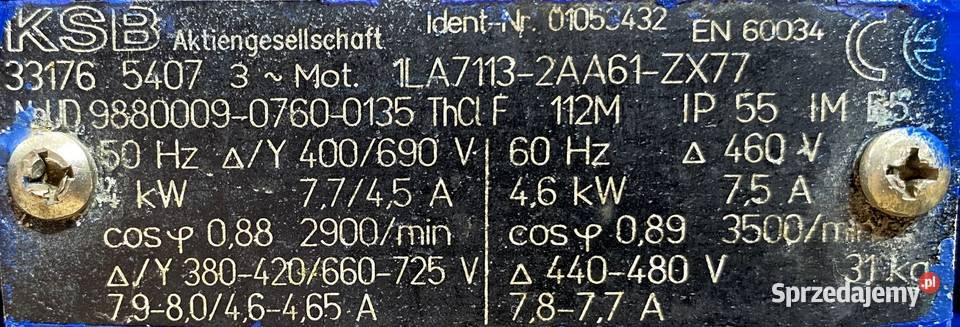 KSB Aktiengesellschaft Ident-Nr. 01053432 EN 60034 CE
33176 5407 3 ~ Mot. 1LA7113-2AA61-ZX77
UD 9880009-0760-0135 Th.Cl F 112M IP 55 IM
50 Hz Δ/Y 400/690 V 60 Hz Δ 460 V
4 kW 7.7/4,5 A 4,6 kW 7,5 A
cos φ 0,88 2900/min cos φ 0,89 3500/min
Δ/Y 380-420/660-725 V Δ 440-480 V 31 kg
7,9-8,0/4,6-4,65 A 7,8-7,7 A
Sprzedajemy.pl